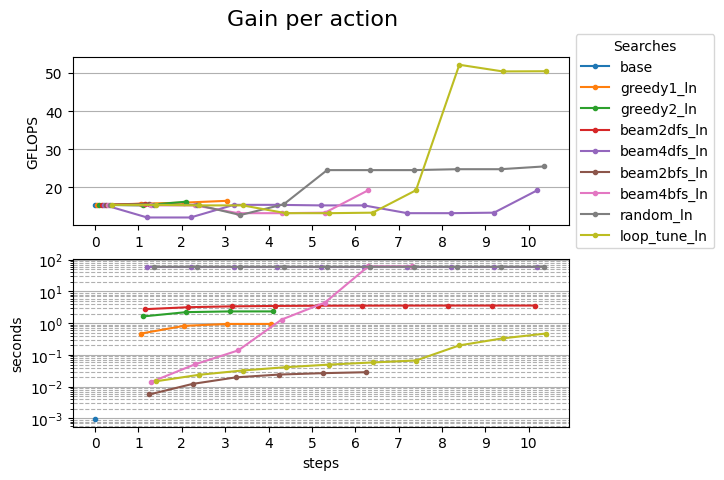 Gain per action
GFLOPS
50
40
30
20
0 1 2 3 4 5 6 7 8 9 10
Searches
base
greedy1_ln
greedy2_ln
beam2dfs_ln
beam4dfs_ln
beam2bfs_ln
beam4bfs_ln
random_ln
loop_tune_ln
seconds
10²
10¹
10⁰
10⁻¹
10⁻²
10⁻³
0 1 2 3 4 5 6 7 8 9 10
steps